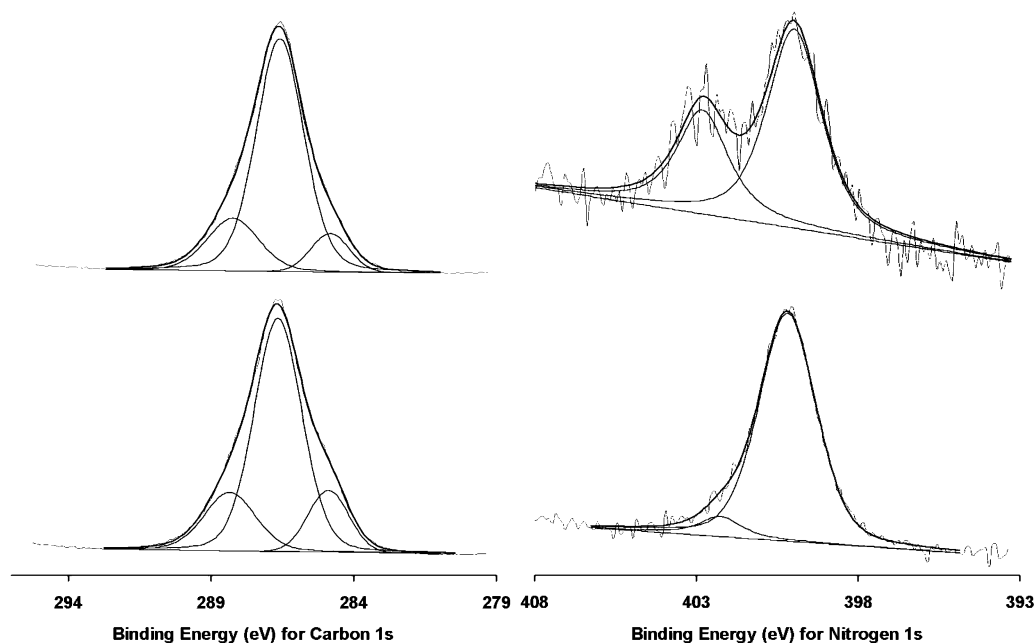 294 289 284 279
408 403 398 393
Binding Energy (eV) for Carbon 1s
Binding Energy (eV) for Nitrogen 1s